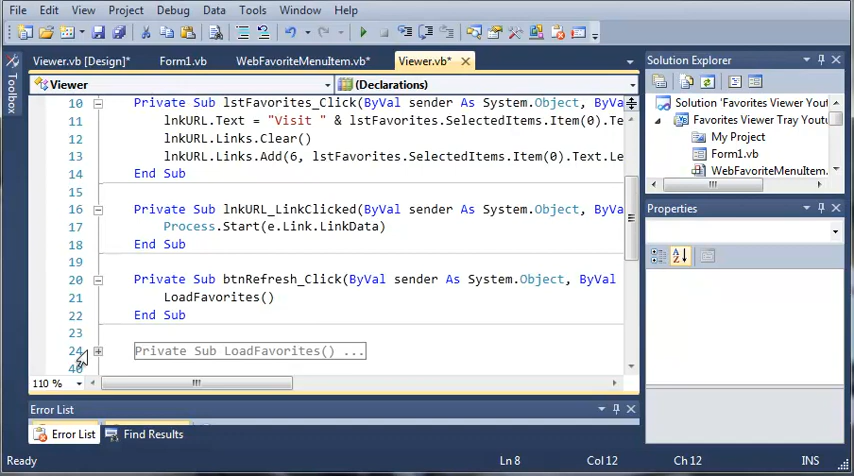 File Edit View Project Debug Data Tools Window Help
Viewer.vb [Design]* Form1.vb WebFavoriteMenuItem.vb* Viewer.vb*
Toolbox
Viewer (Declarations)
10 Private Sub lstFavorites_Click(ByVal sender As System.Object, ByVa
11 lnkURL.Text = "Visit " & lstFavorites.SelectedItems.Item(0).Te
12 lnkURL.Links.Clear()
13 lnkURL.Links.Add(6, lstFavorites.SelectedItems.Item(0).Text.Le
14 End Sub
15
16 Private Sub lnkURL_LinkClicked(ByVal sender As System.Object, ByVa
17 Process.Start(e.Link.LinkData)
18 End Sub
19
20 Private Sub btnRefresh_Click(ByVal sender As System.Object, ByVal
21 LoadFavorites()
22 End Sub
23
24 Private Sub LoadFavorites() ...
40
110 %
Solution Explorer
Solution 'Favorites Viewer Yout
Favorites Viewer Tray Youtu
My Project
Form1.vb
WebFavoriteMenuItem.
Properties
Error List
Error List Find Results
Ready Ln 8 Col 12 Ch 12 INS